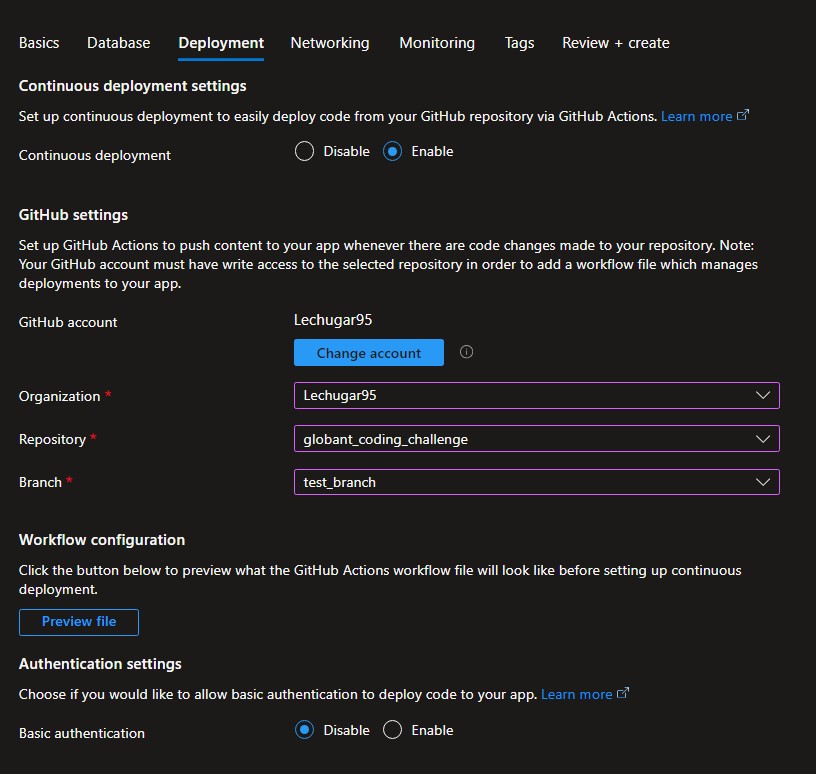 Basics Database Deployment Networking Monitoring Tags Review + create
Continuous deployment settings
Set up continuous deployment to easily deploy code from your GitHub repository via GitHub Actions. Learn more
Continuous deployment Disable Enable
GitHub settings
Set up GitHub Actions to push content to your app whenever there are code changes made to your repository. Note:
Your GitHub account must have write access to the selected repository in order to add a workflow file which manages
deployments to your app.
GitHub account Lechugar95
Change account
Organization * Lechugar95
Repository * globant_coding_challenge
Branch * test_branch
Workflow configuration
Click the button below to preview what the GitHub Actions workflow file will look like before setting up continuous
deployment.
Preview file
Authentication settings
Choose if you would like to allow basic authentication to deploy code to your app. Learn more
Basic authentication Disable Enable